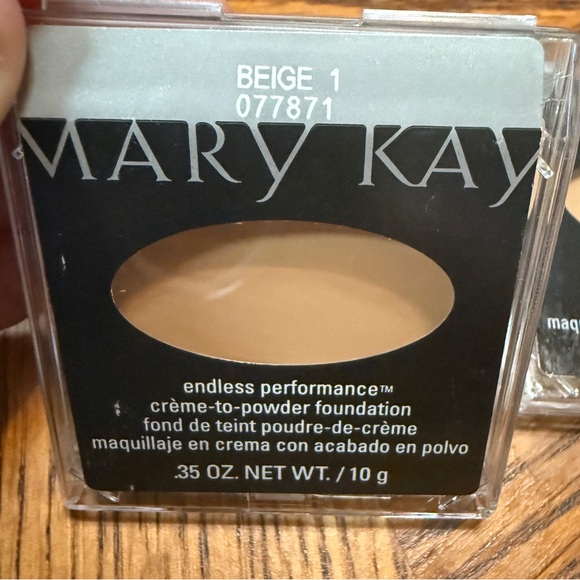 BEIGE 1
077871
MARY KAY
endless performance™
crème-to-powder foundation
fond de teint poudre-de-crème
maquillaje en crema con acabado en polvo
.35 OZ. NET WT. / 10 g